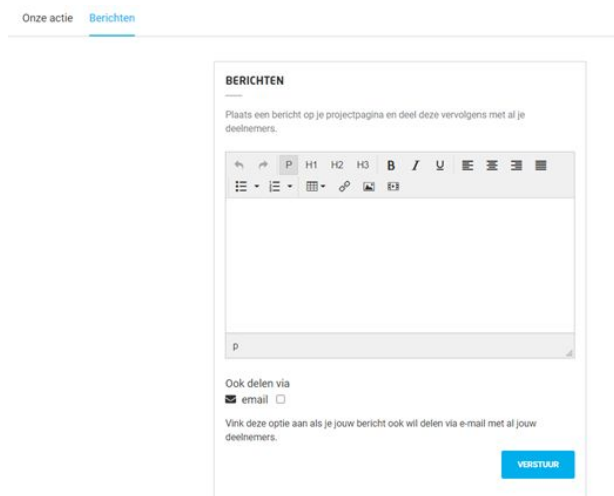 Onze actie Berichten
BERICHTEN
Plaats een bericht op je projectpagina en deel deze vervolgens met al je
deelnemers.
P H1 H2 H3 B I U
p
Ook delen via
email
Vink deze optie aan als je jouw bericht ook wil delen via e-mail met al jouw
deelnemers.
VERSTUUR